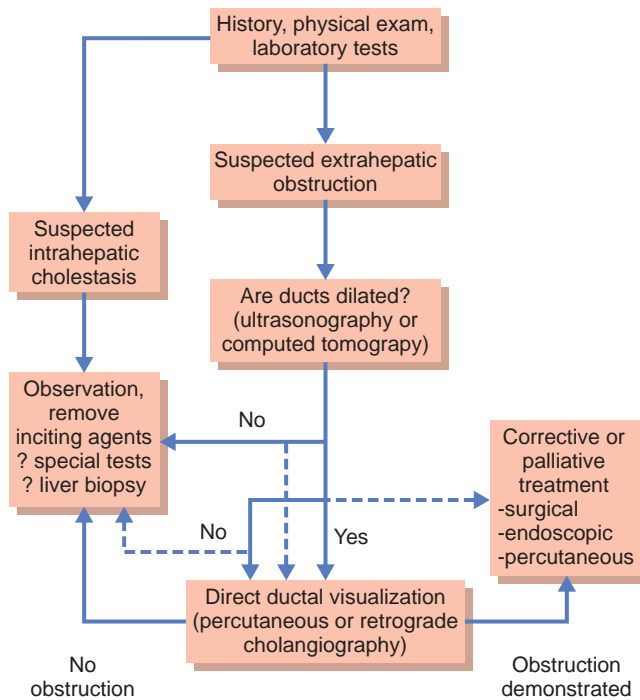 History, physical exam,
laboratory tests
Suspected extrahepatic
obstruction
Suspected
intrahepatic
cholestasis
Are ducts dilated?
(ultrasonography or
computed tomograpy)
Observation,
remove
inciting agents
? special tests
? liver biopsy
No
Corrective or
palliative
treatment
-surgical
-endoscopic
-percutaneous
No
Yes
Direct ductal visualization
(percutaneous or retrograde
cholangiography)
No
obstruction
Obstruction
demonstrated